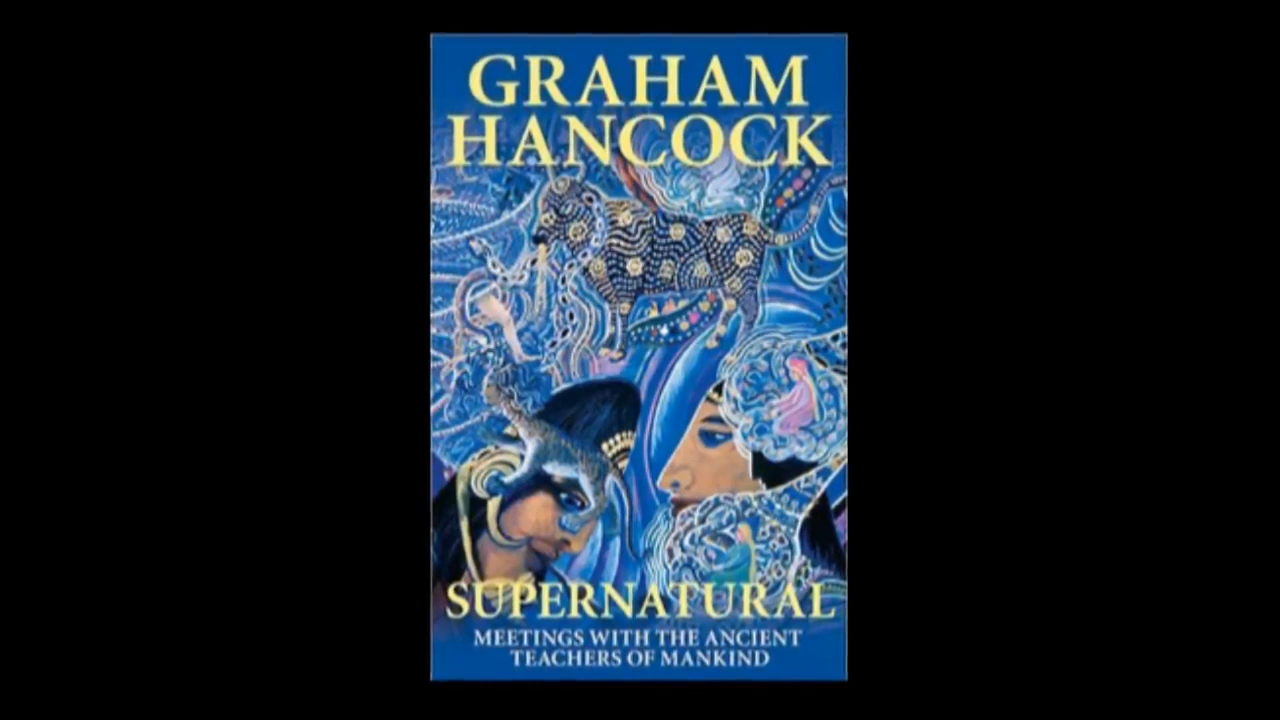 GRAHAM
HANCOCK
SUPERNATURAL
MEETINGS WITH THE ANCIENT
TEACHERS OF MANKIND